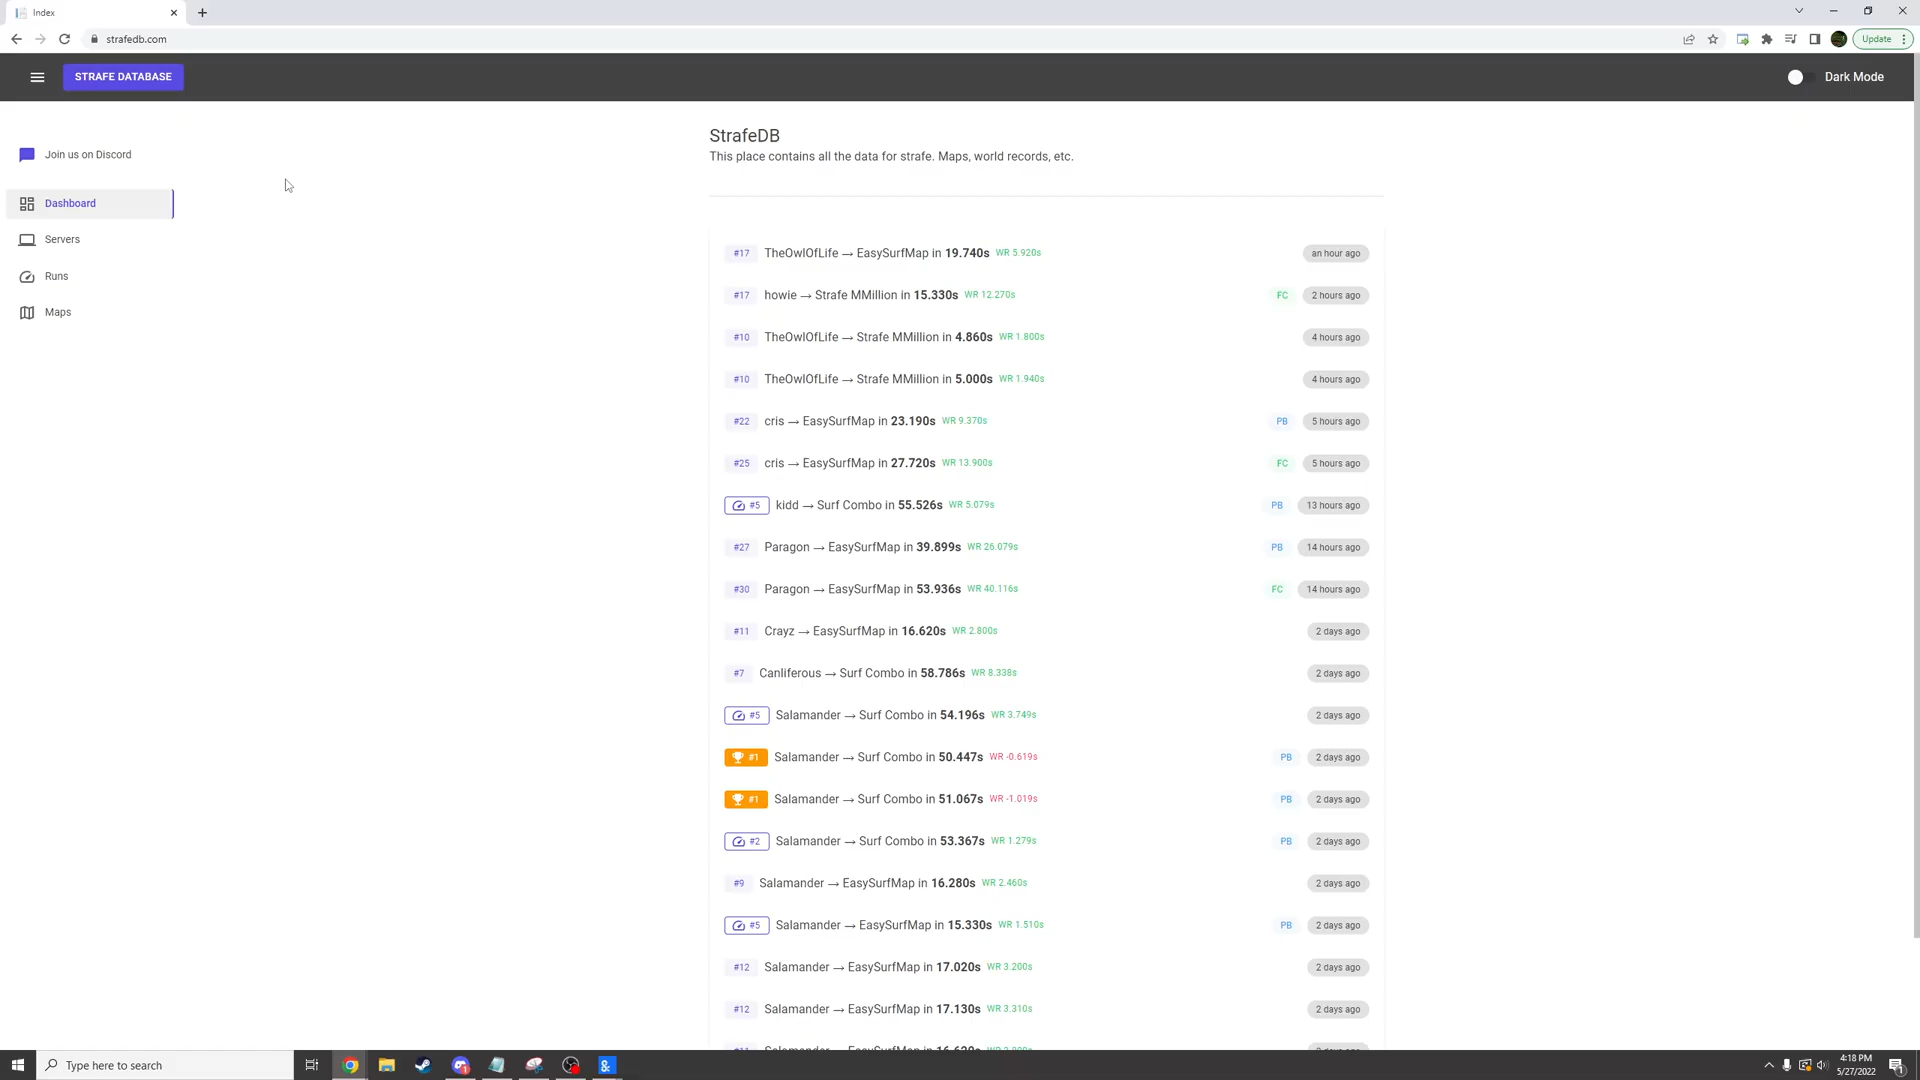 Index
strafedb.com
Update
STRAFE DATABASE
Dark Mode
Join us on Discord
Dashboard
Servers
Runs
Maps
StrafeDB
This place contains all the data for strafe. Maps, world records, etc.
#17 TheOwlOfLife → EasySurfMap in 19.740s WR 5.920s an hour ago
#17 howie → Strafe MMillion in 15.330s WR 12.270s FC 2 hours ago
#10 TheOwlOfLife → Strafe MMillion in 4.860s WR 1.800s 4 hours ago
#10 TheOwlOfLife → Strafe MMillion in 5.000s WR 1.940s 4 hours ago
#22 cris → EasySurfMap in 23.190s WR 9.370s PB 5 hours ago
#25 cris → EasySurfMap in 27.720s WR 13.900s FC 5 hours ago
#5 kidd → Surf Combo in 55.526s WR 5.079s PB 13 hours ago
#27 Paragon → EasySurfMap in 39.899s WR 26.079s PB 14 hours ago
#30 Paragon → EasySurfMap in 53.936s WR 40.116s FC 14 hours ago
#11 Crayz → EasySurfMap in 16.620s WR 2.800s 2 days ago
#7 Canliferous → Surf Combo in 58.786s WR 8.338s 2 days ago
#5 Salamander → Surf Combo in 54.196s WR 3.749s 2 days ago
#1 Salamander → Surf Combo in 50.447s WR -0.619s PB 2 days ago
#1 Salamander → Surf Combo in 51.067s WR -1.019s PB 2 days ago
#2 Salamander → Surf Combo in 53.367s WR 1.279s PB 2 days ago
#9 Salamander → EasySurfMap in 16.280s WR 2.460s 2 days ago
#5 Salamander → EasySurfMap in 15.330s WR 1.510s PB 2 days ago
#12 Salamander → EasySurfMap in 17.020s WR 3.200s 2 days ago
#12 Salamander → EasySurfMap in 17.130s WR 3.310s 2 days ago
Type here to search
4:18 PM
5/27/2022